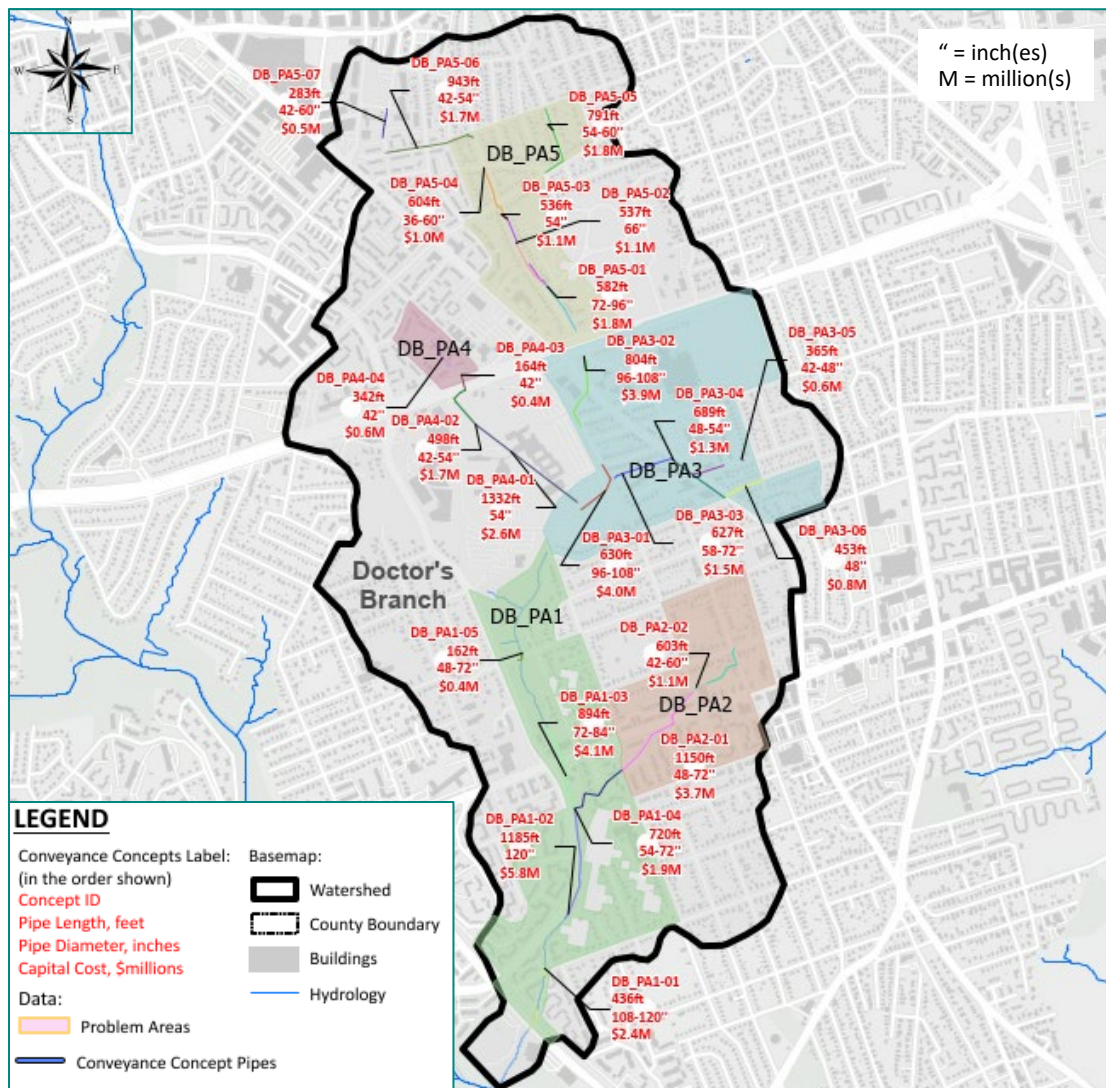 N
W
E
S
“ = inch(es)
M = million(s)
DB_PA5-07
283ft
42-60"
$0.5M
DB_PA5-06
943ft
42-54"
$1.7M
DB_PA5-05
791ft
54-60"
$1.8M
DB_PA5
DB_PA5-04
604ft
36-60"
$1.0M
DB_PA5-03
536ft
54"
$1.1M
DB_PA5-02
537ft
66"
$1.1M
DB_PA5-01
582ft
72-96"
$1.8M
DB_PA4
DB_PA4-03
164ft
42"
$0.4M
DB_PA3-02
804ft
96-108"
$3.9M
DB_PA3-05
365ft
42-48"
$0.6M
DB_PA4-04
342ft
42"
$0.6M
DB_PA3-04
689ft
48-54"
$1.3M
DB_PA4-02
498ft
42-54"
$1.7M
DB_PA3
DB_PA4-01
1332ft
54"
$2.6M
DB_PA3-01
630ft
96-108"
$4.0M
DB_PA3-03
627ft
58-72"
$1.5M
DB_PA3-06
453ft
48"
$0.8M
Doctor's
Branch
DB_PA1
DB_PA1-05
162ft
48-72"
$0.4M
DB_PA2-02
603ft
42-60"
$1.1M
DB_PA1-03
894ft
72-84"
$4.1M
DB_PA2
DB_PA2-01
1150ft
48-72"
$3.7M
DB_PA1-02
1185ft
120"
$5.8M
DB_PA1-04
720ft
54-72"
$1.9M
DB_PA1-01
436ft
108-120"
$2.4M
LEGEND
Conveyance Concepts Label:
(in the order shown)
Concept ID
Pipe Length, feet
Pipe Diameter, inches
Capital Cost, $millions
Data:
Problem Areas
Conveyance Concept Pipes
Basemap:
Watershed
County Boundary
Buildings
Hydrology